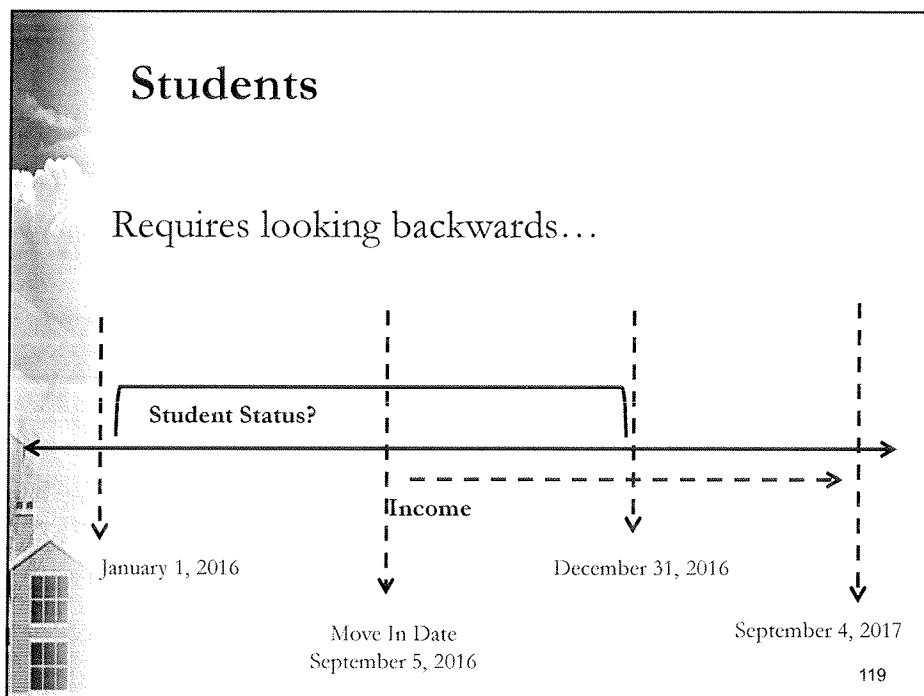 Students
Requires looking backwards…
Student Status?
Income
January 1, 2016
December 31, 2016
Move In Date
September 5, 2016
September 4, 2017
119